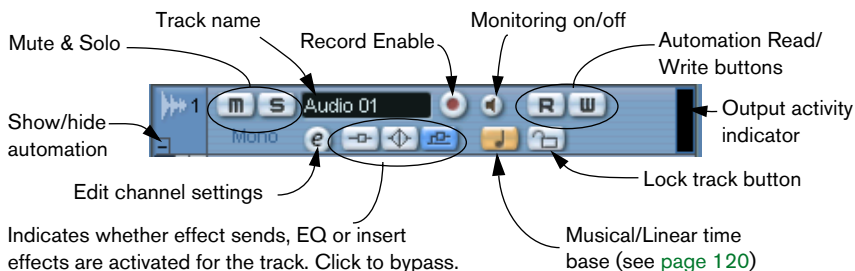 Track name
Monitoring on/off
Mute & Solo
Record Enable
Automation Read/
Write buttons
1
m
S
Audio 01
R
W
Show/hide
automation
Mono
e
Output activity
indicator
Edit channel settings
Lock track button
Indicates whether effect sends, EQ or insert
effects are activated for the track. Click to bypass.
Musical/Linear time
base (see page 120)